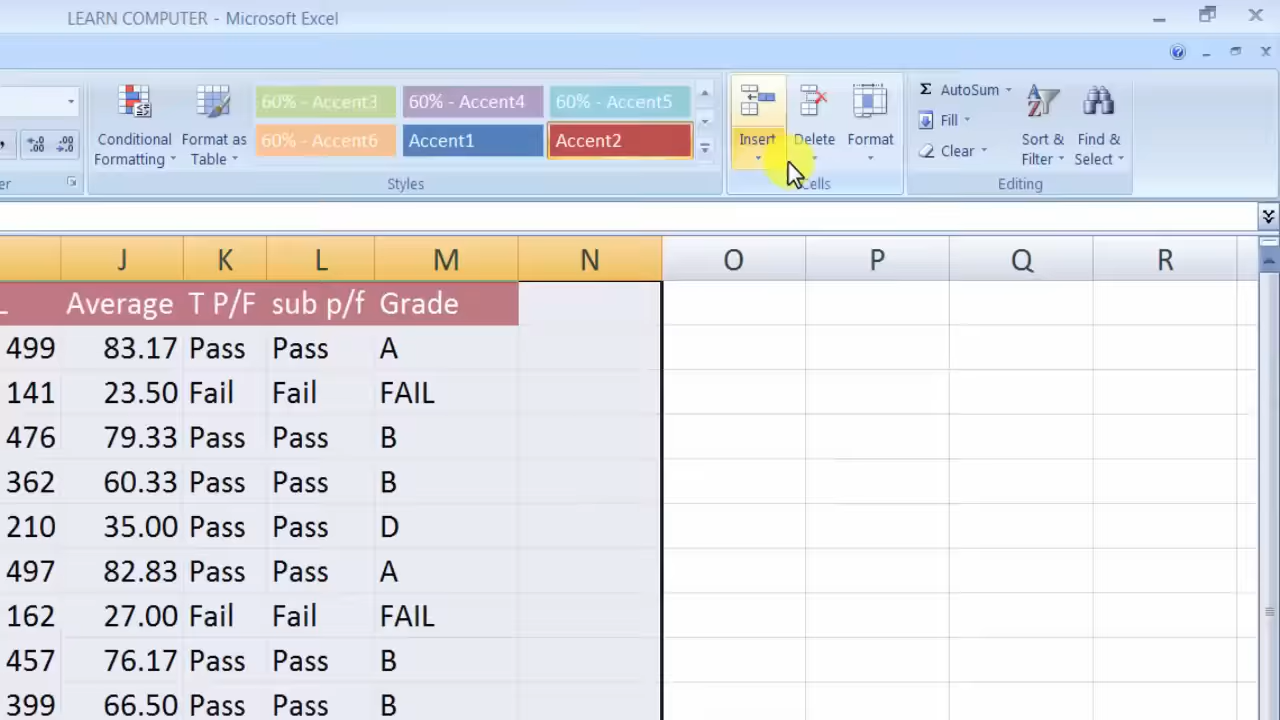 LEARN COMPUTER - Microsoft Excel
60% - Accent3 60% - Accent4 60% - Accent5
60% - Accent6 Accent1 Accent2
Conditional Formatting
Format as Table
Styles
Insert Delete Format
Σ AutoSum
Fill
Clear
Sort & Filter
Find & Select
Editing
J K L M N O P Q R
Average T P/F sub p/f Grade
499 83.17 Pass Pass A
141 23.50 Fail Fail FAIL
476 79.33 Pass Pass B
362 60.33 Pass Pass B
210 35.00 Pass Pass D
497 82.83 Pass Pass A
162 27.00 Fail Fail FAIL
457 76.17 Pass Pass B
399 66.50 Pass Pass B